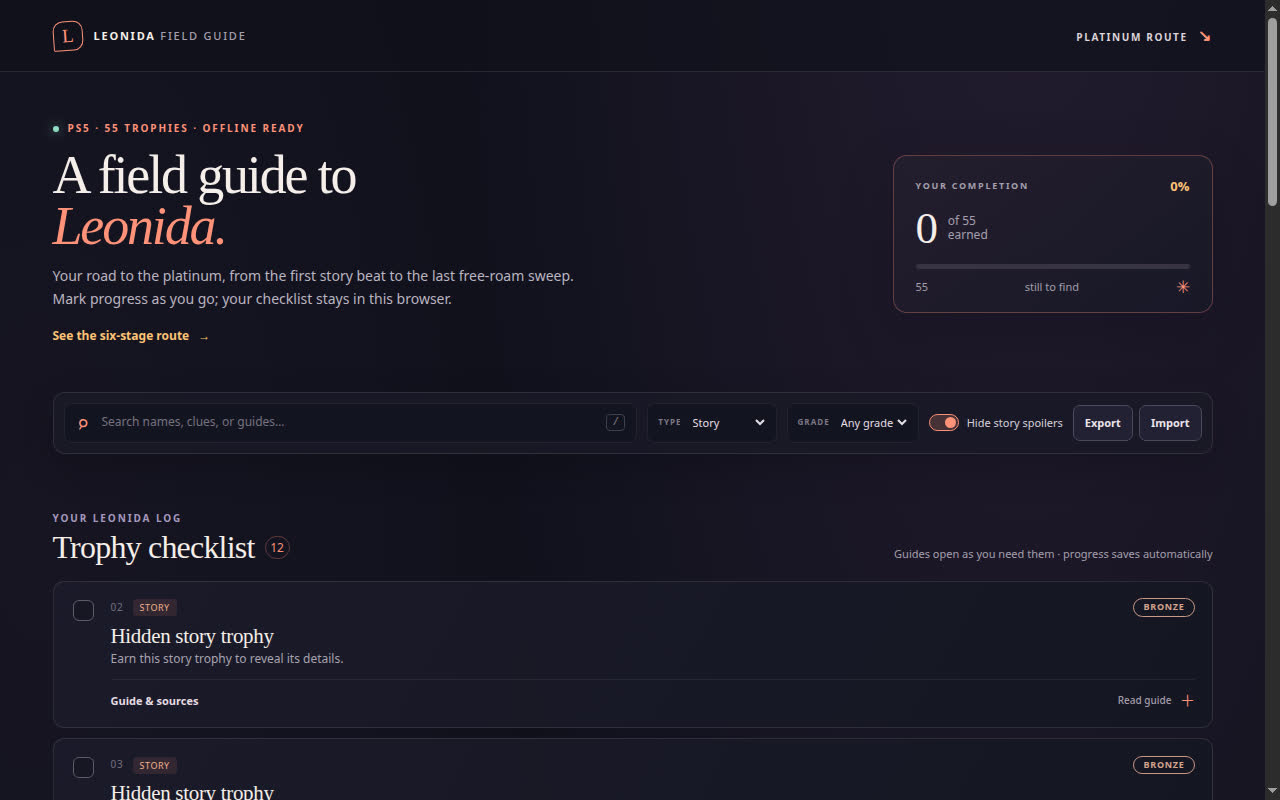 L LEONIDA FIELD GUIDE
PLATINUM ROUTE ↘
PS5 · 55 TROPHIES · OFFLINE READY
A field guide to
Leonida.
Your road to the platinum, from the first story beat to the last free-roam sweep.
Mark progress as you go; your checklist stays in this browser.
See the six-stage route →
YOUR COMPLETION 0%
0 of 55
earned
55 still to find ✳
Search names, clues, or guides... /
TYPE Story
GRADE Any grade
Hide story spoilers
Export
Import
YOUR LEONIDA LOG
Trophy checklist 12
Guides open as you need them · progress saves automatically
02 STORY BRONZE
Hidden story trophy
Earn this story trophy to reveal its details.
Guide & sources Read guide +
03 STORY BRONZE
Hidden story trophy